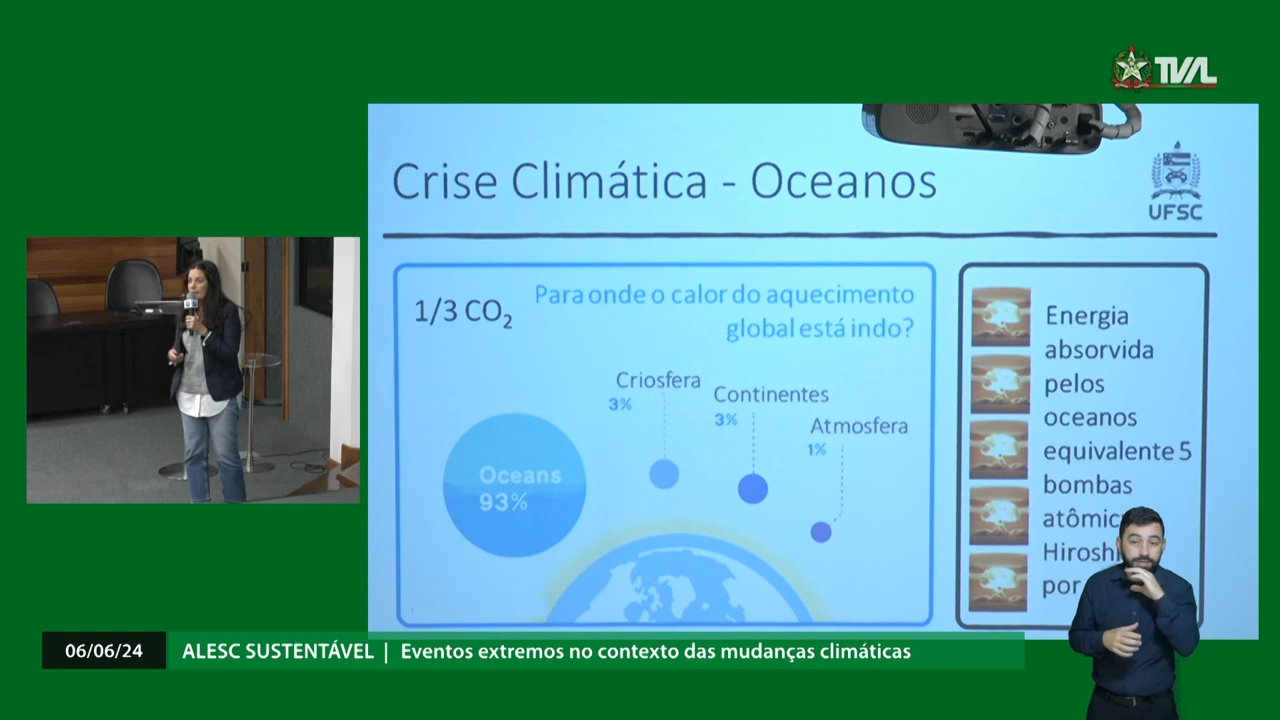 TVAL
Crise Climática - Oceanos
UFSC
1/3 CO₂
Para onde o calor do aquecimento
global está indo?
Criosfera
3%
Continentes
3%
Atmosfera
1%
Oceans
93%
Energia
absorvida
pelos
oceanos
equivalente 5
bombas
por
06/06/24
ALESC SUSTENTÁVEL | Eventos extremos no contexto das mudanças climáticas